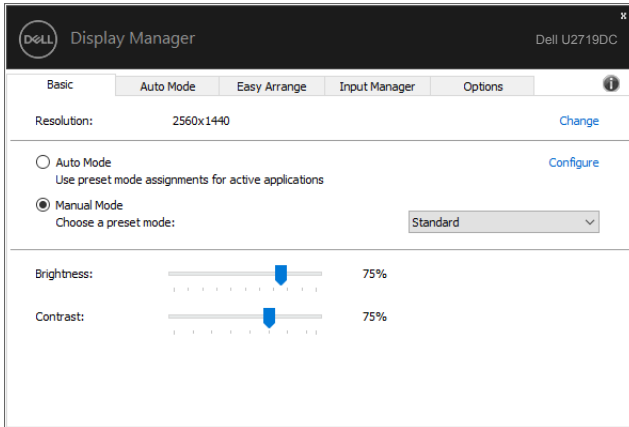 x
DELL Display Manager Dell U2719DC
Basic Auto Mode Easy Arrange Input Manager Options i
Resolution: 2560x1440 Change
Auto Mode Configure
Use preset mode assignments for active applications
Manual Mode
Choose a preset mode: Standard
Brightness: 75%
Contrast: 75%